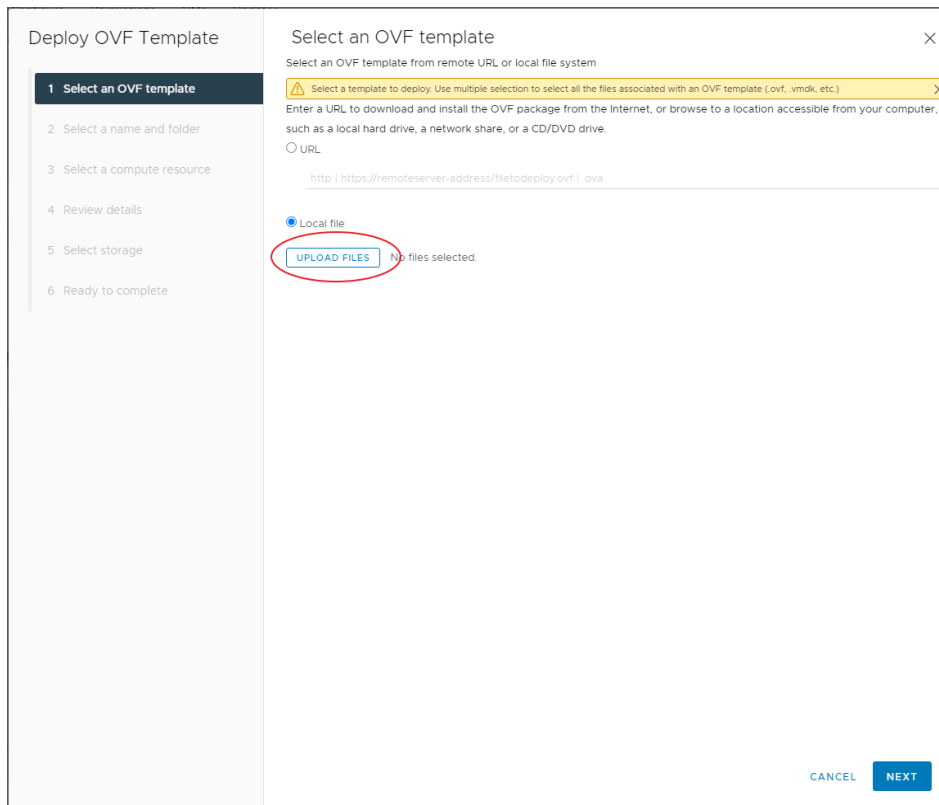 Deploy OVF Template
1 Select an OVF template
2 Select a name and folder
3 Select a compute resource
4 Review details
5 Select storage
6 Ready to complete
Select an OVF template
Select an OVF template from remote URL or local file system
Select a template to deploy. Use multiple selection to select all the files associated with an OVF template (.ovf, .vmdk, etc.)
Enter a URL to download and install the OVF package from the Internet, or browse to a location accessible from your computer,
such as a local hard drive, a network share, or a CD/DVD drive.
URL
http | https://remoteserver-address/filetodeploy.ovf | .ova
Local file
UPLOAD FILES No files selected.
CANCEL NEXT